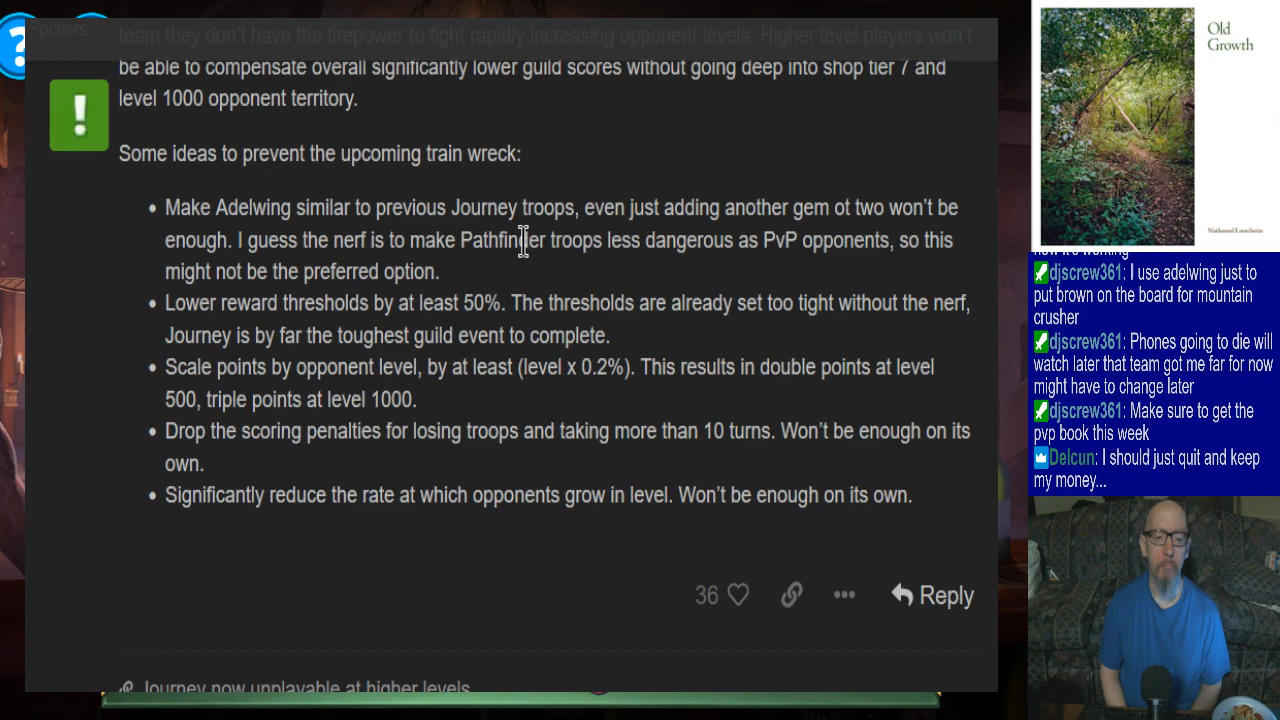 Spoilers
team they don't have the firepower to fight rapidly increasing opponent levels. Higher level players won't
be able to compensate overall significantly lower guild scores without going deep into shop tier 7 and
level 1000 opponent territory.
Some ideas to prevent the upcoming train wreck:
• Make Adelwing similar to previous Journey troops, even just adding another gem ot two won't be
enough. I guess the nerf is to make Pathfinder troops less dangerous as PvP opponents, so this
might not be the preferred option.
• Lower reward thresholds by at least 50%. The thresholds are already set too tight without the nerf,
Journey is by far the toughest guild event to complete.
• Scale points by opponent level, by at least (level x 0.2%). This results in double points at level
500, triple points at level 1000.
• Drop the scoring penalties for losing troops and taking more than 10 turns. Won't be enough on its
own.
• Significantly reduce the rate at which opponents grow in level. Won't be enough on its own.
36
Reply
Journey now unplayable at higher levels
Old
Growth
now it's working
djscrew361: I use adelwing just to
put brown on the board for mountain
crusher
djscrew361: Phones going to die will
watch later that team got me far for now
might have to change later
djscrew361: Make sure to get the
pvp book this week
Delcun: I should just quit and keep
my money...